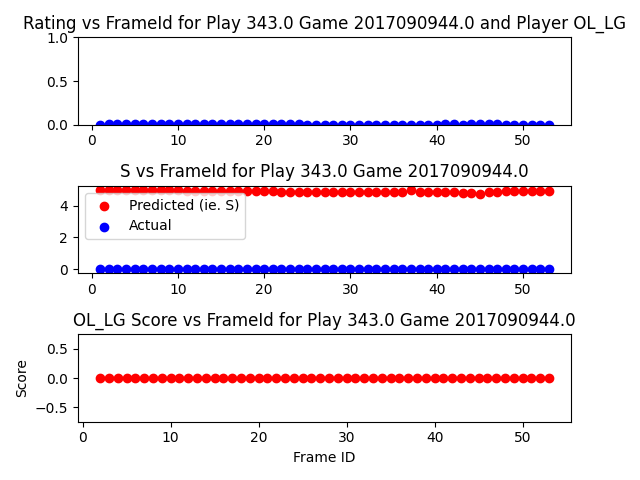 Rating vs FrameId for Play 343.0 Game 2017090944.0 and Player OL_LG
1.0
0.5
0.0
0 10 20 30 40 50
S vs FrameId for Play 343.0 Game 2017090944.0
4
2
0
Predicted (ie. S)
Actual
0 10 20 30 40 50
OL_LG Score vs FrameId for Play 343.0 Game 2017090944.0
Score
0.5
0.0
−0.5
0 10 20 30 40 50
Frame ID